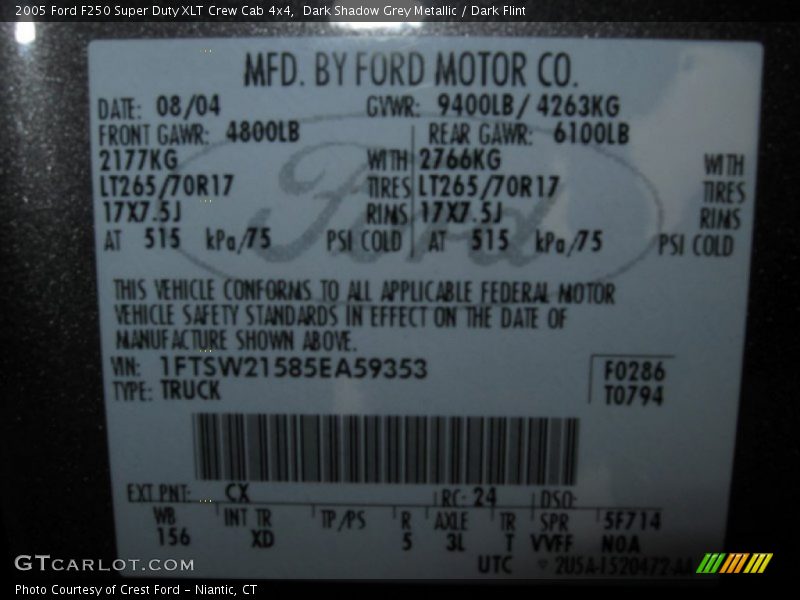 2005 Ford F250 Super Duty XLT Crew Cab 4x4, Dark Shadow Grey Metallic / Dark Flint
MFD. BY FORD MOTOR CO.
DATE: 08/04 GVWR: 9400LB/ 4263KG
FRONT GAWR: 4800LB REAR GAWR: 6100LB
2177KG WITH 2766KG WITH
LT265/70R17 TIRES LT265/70R17 TIRES
17X7.5J RIMS 17X7.5J RIMS
AT 515 kPa/75 PSI COLD AT 515 kPa/75 PSI COLD
Ford
THIS VEHICLE CONFORMS TO ALL APPLICABLE FEDERAL MOTOR
VEHICLE SAFETY STANDARDS IN EFFECT ON THE DATE OF
MANUFACTURE SHOWN ABOVE.
VIN: 1FTSW21585EA59353 F0286
TYPE: TRUCK T0794
EXT PNT: CX RC: 24 DSO:
WB INT TR TP/PS R AXLE TR SPR 5F714
156 XD 5 3L T VVFF N0A
UTC
GTCARLOT.COM
Photo Courtesy of Crest Ford - Niantic, CT